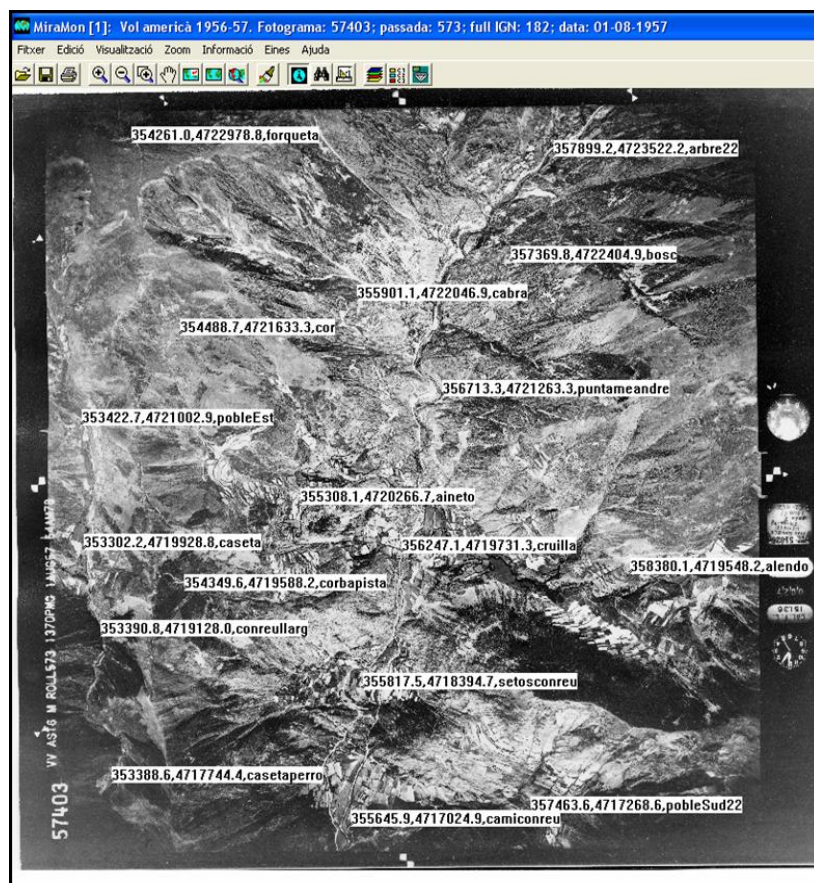 MiraMon [1]: Vol americà 1956-57. Fotograma: 57403; passada: 573; full IGN: 182; data: 01-08-1957
Fitxer Edició Visualització Zoom Informació Eines Ajuda
354261.0,4722978.8,forqueta
357899.2,4723522.2,arbre22
357369.8,4722404.9,bosc
355901.1,4722046.9,cabra
354488.7,4721633.3,cor
356713.3,4721263.3,puntameandre
353422.7,4721002.9,pobleEst
355308.1,4720266.7,aineto
353302.2,4719928.8,caseta
356247.1,4719731.3,cruilla
358380.1,4719548.2,alendo
354349.6,4719588.2,corbapista
353390.8,4719128.0,conreullarg
355817.5,4718394.7,setosconreu
353388.6,4717744.4,casetaperro
357463.6,4717268.6,pobleSud22
355645.9,4717024.9,camiconreu
57403
VV AST6 M ROLL573